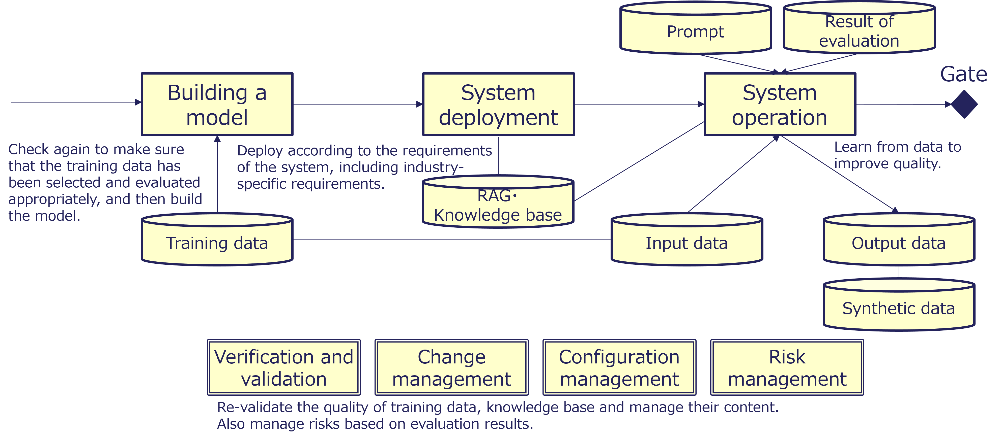 Prompt
Result of
evaluation
Gate
Building a
model
System
deployment
System
operation
Check again to make sure
that the training data has
been selected and evaluated
appropriately, and then build
the model.
Deploy according to the requirements
of the system, including industry-
specific requirements.
Learn from data to
improve quality.
RAG・
Knowledge base
Training data
Input data
Output data
Synthetic data
Verification and
validation
Change
management
Configuration
management
Risk
management
Re-validate the quality of training data, knowledge base and manage their content.
Also manage risks based on evaluation results.